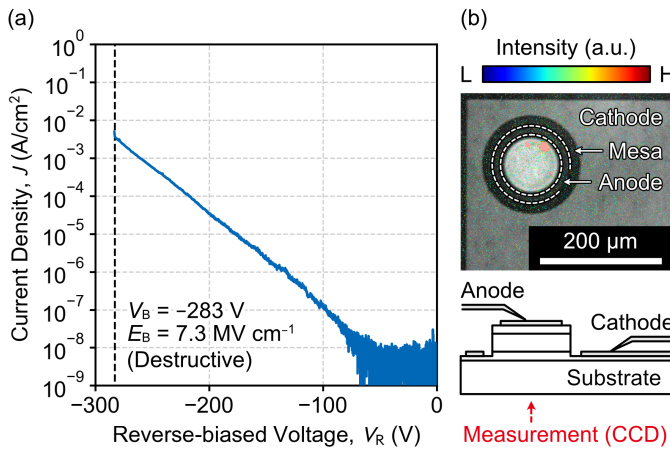 (a)
10⁰
10⁻¹
10⁻²
10⁻³
10⁻⁴
10⁻⁵
10⁻⁶
10⁻⁷
10⁻⁸
10⁻⁹
Current Density, J (A/cm²)
V_B = −283 V
E_B = 7.3 MV cm⁻¹
(Destructive)
−300
−200
−100
0
Reverse-biased Voltage, V_R (V)
(b)
Intensity (a.u.)
L
H
Cathode
Mesa
Anode
200 μm
Anode
Cathode
Substrate
Measurement (CCD)